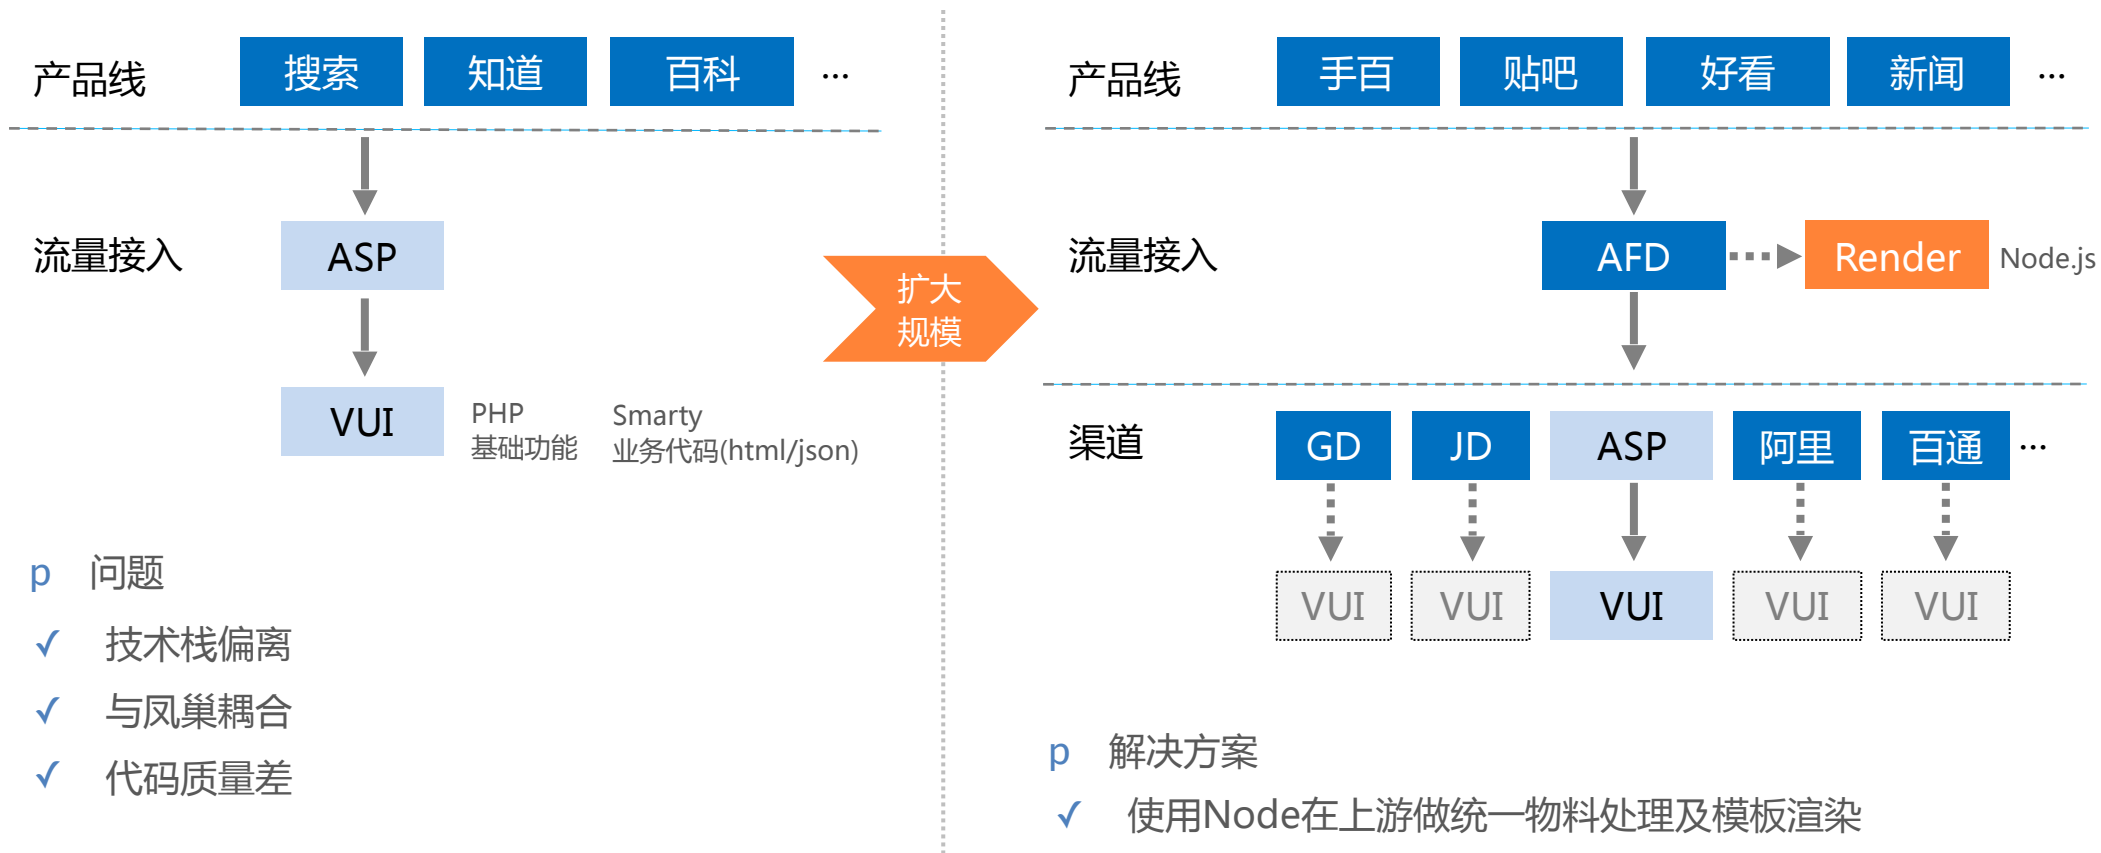 产品线
搜索
知道
百科
...
流量接入
ASP
VUI
PHP
基础功能
Smarty
业务代码(html/json)
p 问题
✓ 技术栈偏离
✓ 与凤巢耦合
✓ 代码质量差
扩大
规模
产品线
手百
贴吧
好看
新闻
...
流量接入
AFD
Render
Node.js
渠道
GD
JD
ASP
阿里
百通
...
VUI
VUI
VUI
VUI
VUI
p 解决方案
✓ 使用Node在上游做统一物料处理及模板渲染